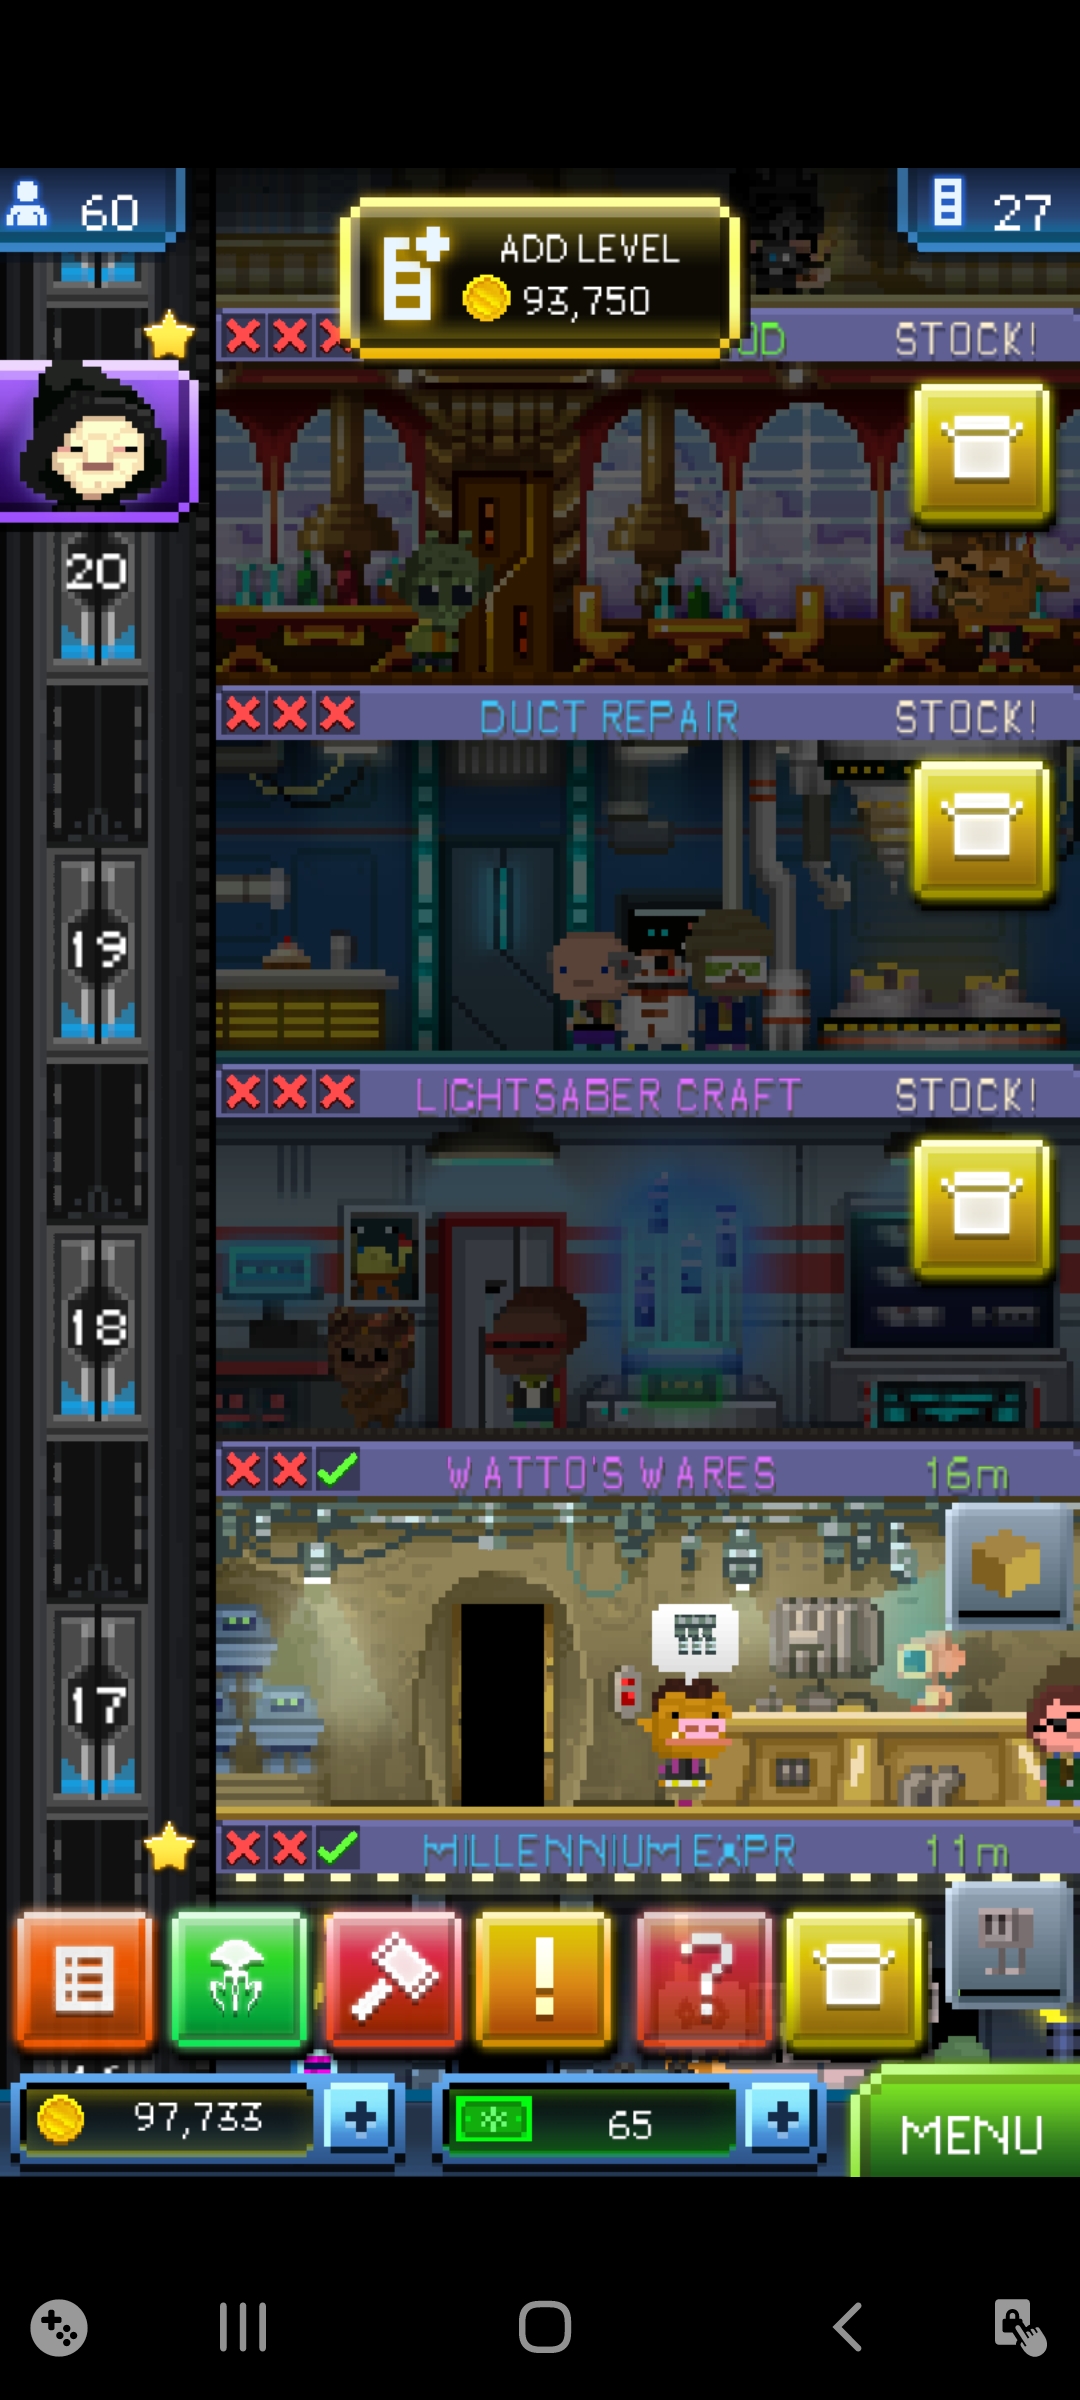 60
27
ADD LEVEL
93,750
OD
STOCK!
20
DUCT REPAIR
STOCK!
19
LIGHTSABER CRAFT
STOCK!
18
WATTO'S WARES
16m
17
MILLENNIUM EXPR
11m
!
?
97,733
65
MENU